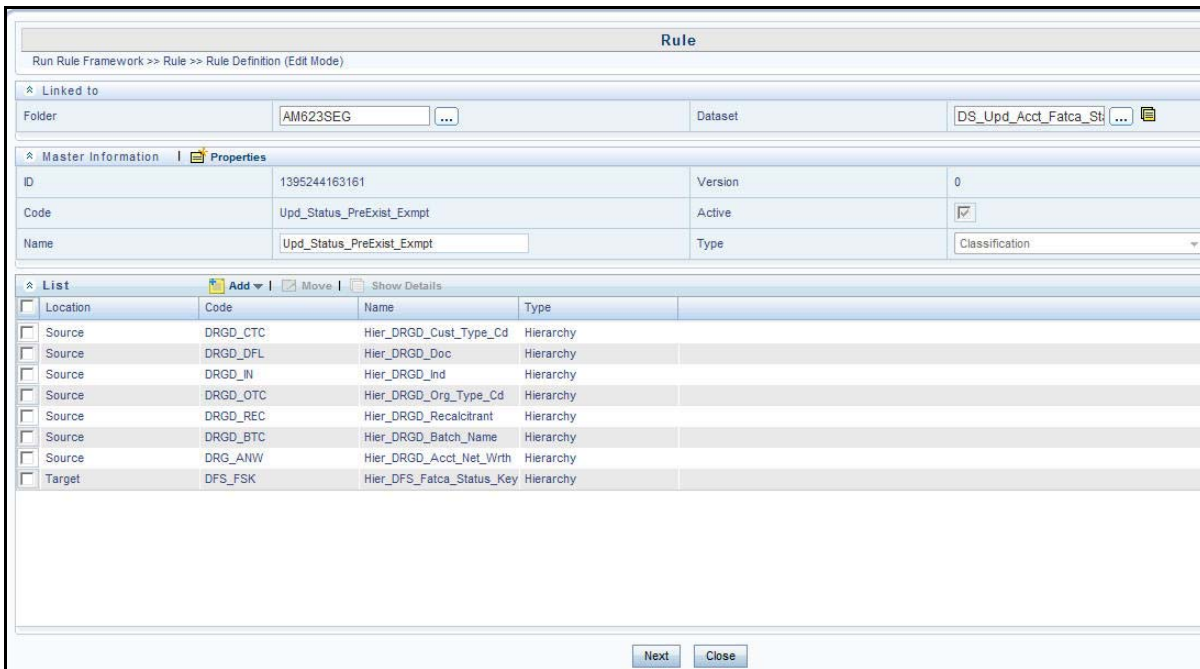 Rule
Run Rule Framework >> Rule >> Rule Definition (Edit Mode)
Linked to
Folder AM623SEG ... Dataset DS_Upd_Acct_Fatca_St ...
Master Information | Properties
ID 1395244163161 Version 0
Code Upd_Status_PreExist_Exmpt Active
Name Upd_Status_PreExist_Exmpt Type Classification
List Add | Move | Show Details
Location Code Name Type
Source DRGD_CTC Hier_DRGD_Cust_Type_Cd Hierarchy
Source DRGD_DFL Hier_DRGD_Doc Hierarchy
Source DRGD_IN Hier_DRGD_Ind Hierarchy
Source DRGD_OTC Hier_DRGD_Org_Type_Cd Hierarchy
Source DRGD_REC Hier_DRGD_Recalcitrant Hierarchy
Source DRGD_BTC Hier_DRGD_Batch_Name Hierarchy
Source DRG_ANW Hier_DRGD_Acct_Net_Wrth Hierarchy
Target DFS_FSK Hier_DFS_Fatca_Status_Key Hierarchy
Next Close